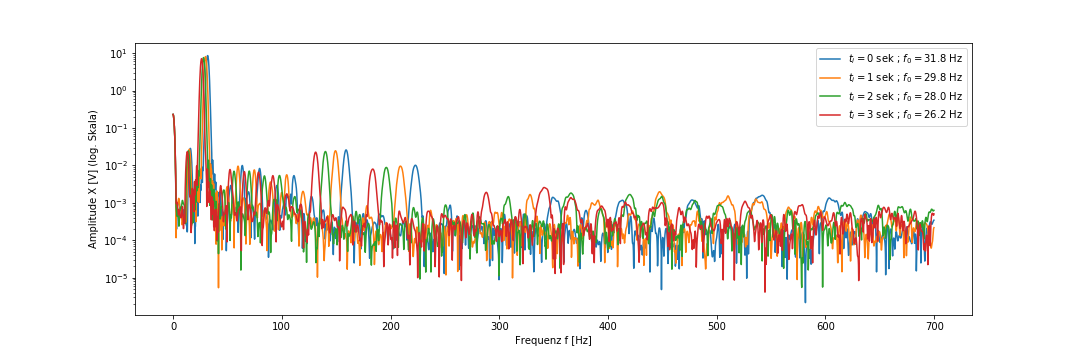 10¹
10⁰
10⁻¹
10⁻²
10⁻³
10⁻⁴
10⁻⁵
Amplitude X [V] (log. Skala)
tᵢ = 0 sek ; f₀ = 31.8 Hz
tᵢ = 1 sek ; f₀ = 29.8 Hz
tᵢ = 2 sek ; f₀ = 28.0 Hz
tᵢ = 3 sek ; f₀ = 26.2 Hz
0 100 200 300 400 500 600 700
Frequenz f [Hz]